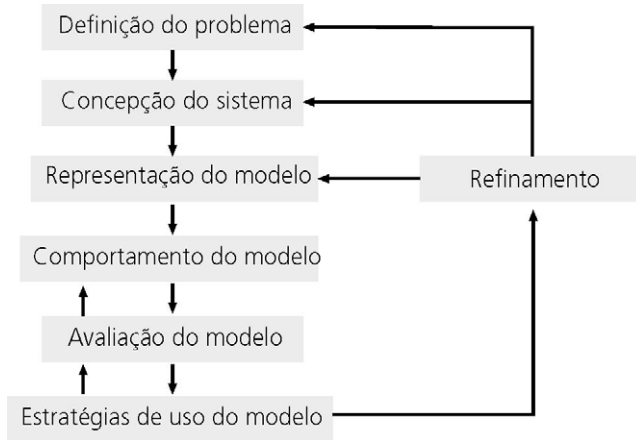 Definição do problema
Concepção do sistema
Representação do modelo
Refinamento
Comportamento do modelo
Avaliação do modelo
Estratégias de uso do modelo